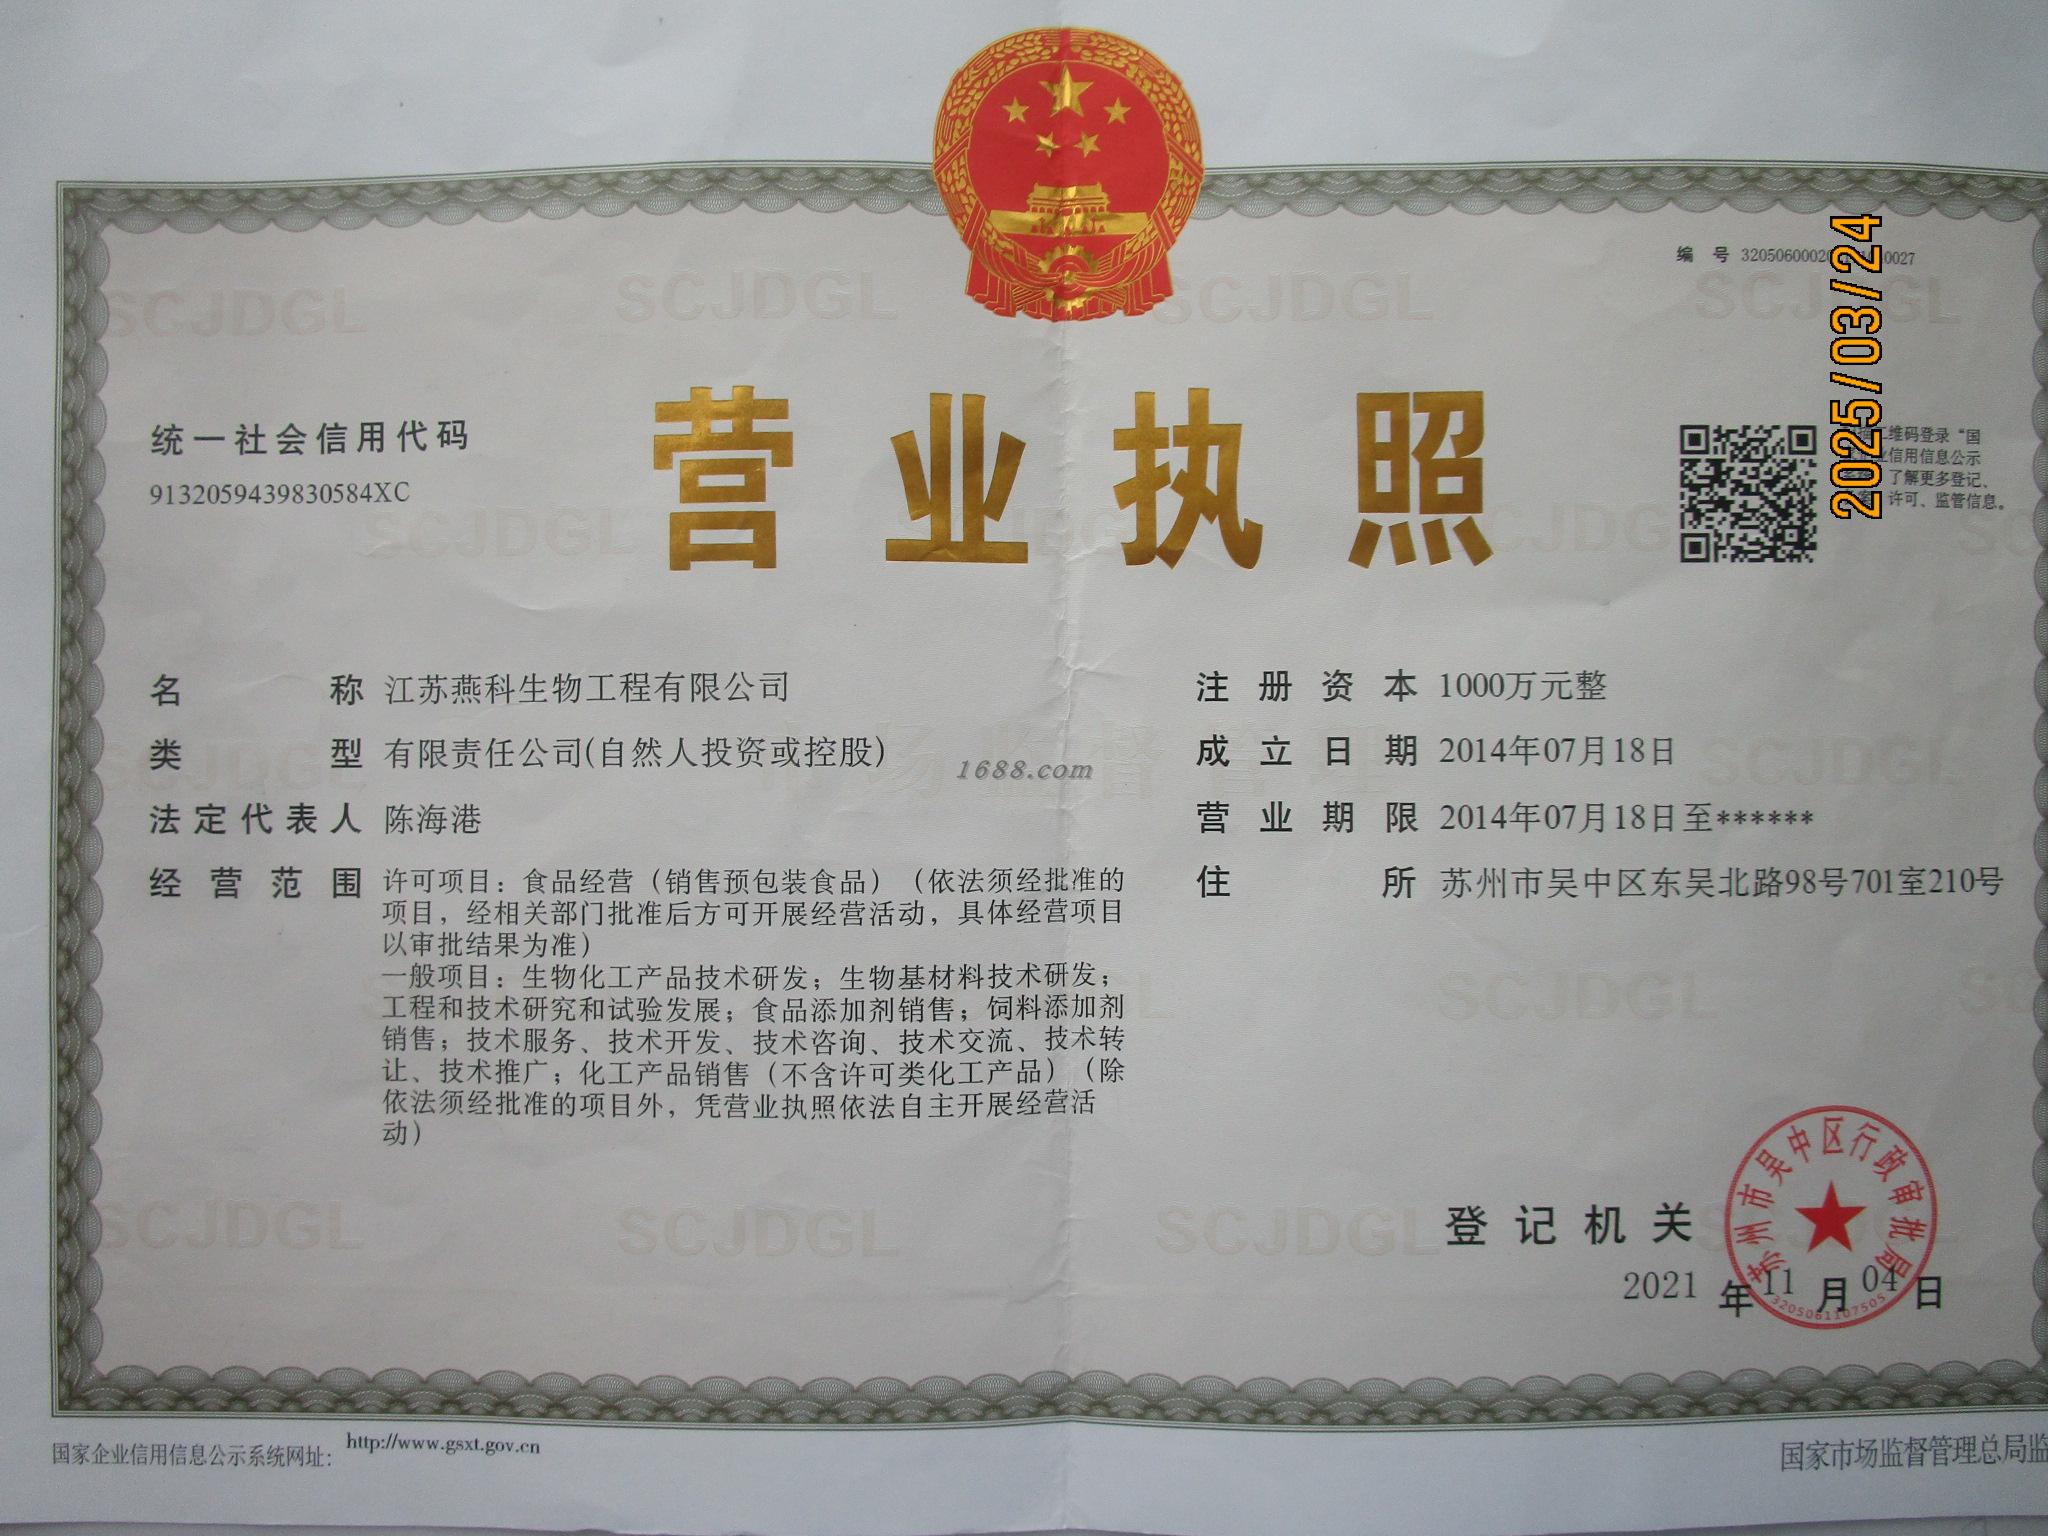 编 号 320506000202
0027
2025/03/24
统一社会信用代码
9132059439830584XC
营业执照
维码登录“国
信用信息公示
了解更多登记、
许可、监管信息。
名 称 江苏燕科生物工程有限公司
类 型 有限责任公司(自然人投资或控股)
法定代表人 陈海港
经营范围 许可项目：食品经营（销售预包装食品）（依法须经批准的
项目，经相关部门批准后方可开展经营活动，具体经营项目
以审批结果为准）
一般项目：生物化工产品技术研发；生物基材料技术研发；
工程和技术研究和试验发展；食品添加剂销售；饲料添加剂
销售；技术服务、技术开发、技术咨询、技术交流、技术转
让、技术推广；化工产品销售（不含许可类化工产品）（除
依法须经批准的项目外，凭营业执照依法自主开展经营活
动）
注册资本 1000万元整
成立日期 2014年07月18日
营业期限 2014年07月18日至******
住 所 苏州市吴中区东吴北路98号701室210号
1688.com
登记机关
苏州市吴中区行政审批局
3205061107505
2021 年 11 月 04 日
国家企业信用信息公示系统网址： http://www.gsxt.gov.cn
国家市场监督管理总局监
SCJDGL